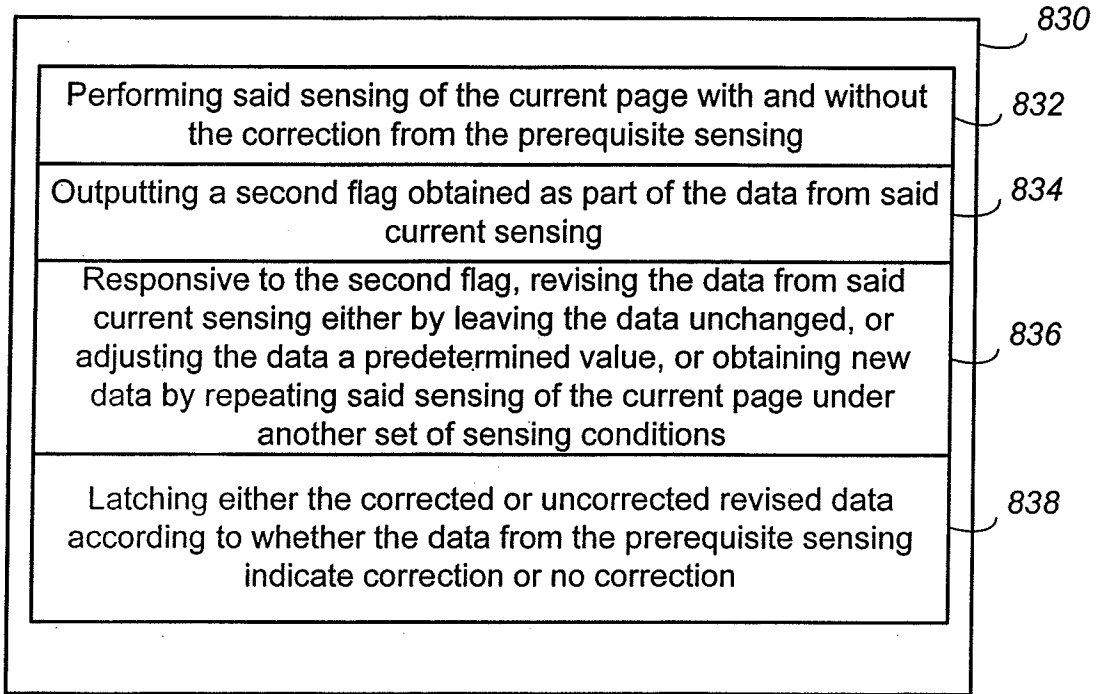 830
Performing said sensing of the current page with and without
the correction from the prerequisite sensing
832
Outputting a second flag obtained as part of the data from said
current sensing
834
Responsive to the second flag, revising the data from said
current sensing either by leaving the data unchanged, or
adjusting the data a predetermined value, or obtaining new
data by repeating said sensing of the current page under
another set of sensing conditions
836
Latching either the corrected or uncorrected revised data
according to whether the data from the prerequisite sensing
indicate correction or no correction
838